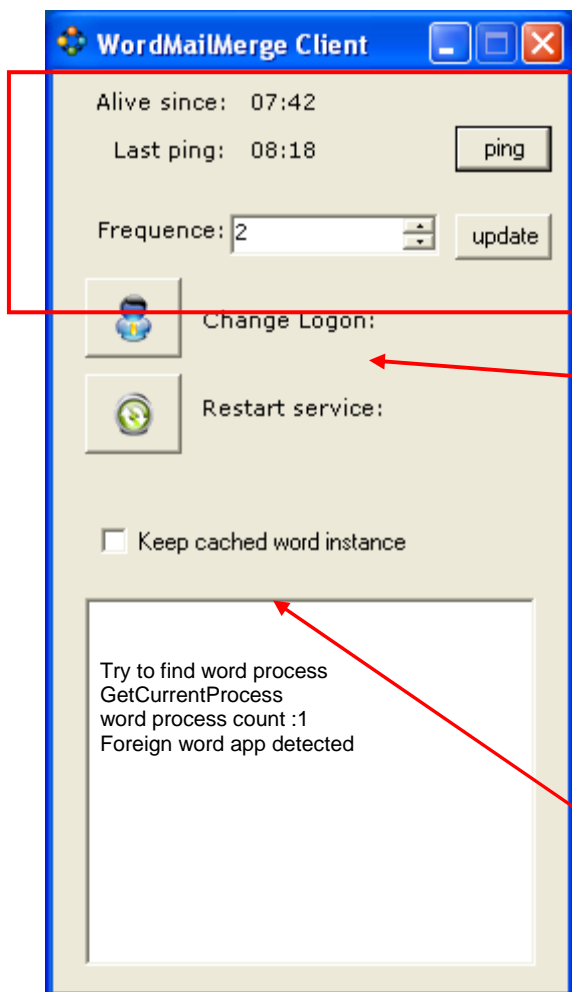 WordMailMerge Client
Alive since: 07:42
Last ping: 08:18 ping
Frequence: 2 update
Change Logon:
Restart service:
Keep cached word instance
Try to find word process
GetCurrentProcess
word process count :1
Foreign word app detected